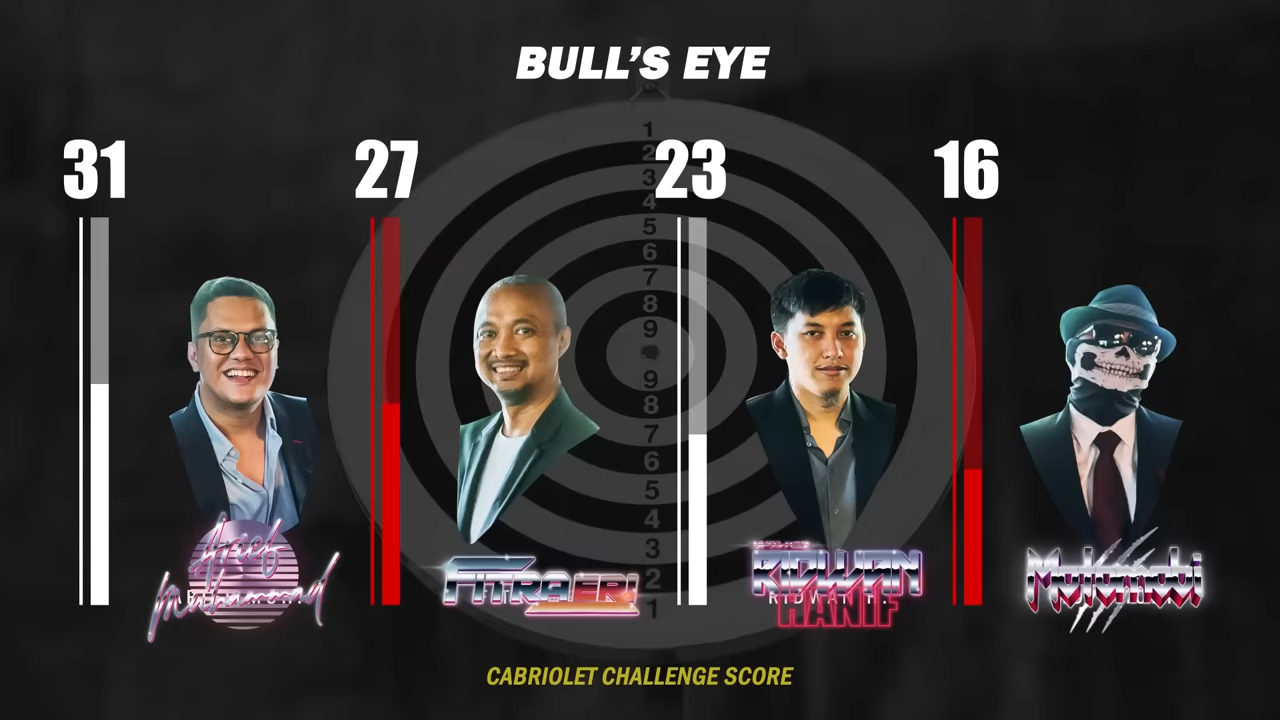 BULL'S EYE
31
27
23
16
1
2
3
4
5
6
7
8
9
9
8
7
6
5
4
3
2
1
Arief
Muhammad
FITRA ERI
RIDWAN
HANIF
Motomobi
CABRIOLET CHALLENGE SCORE